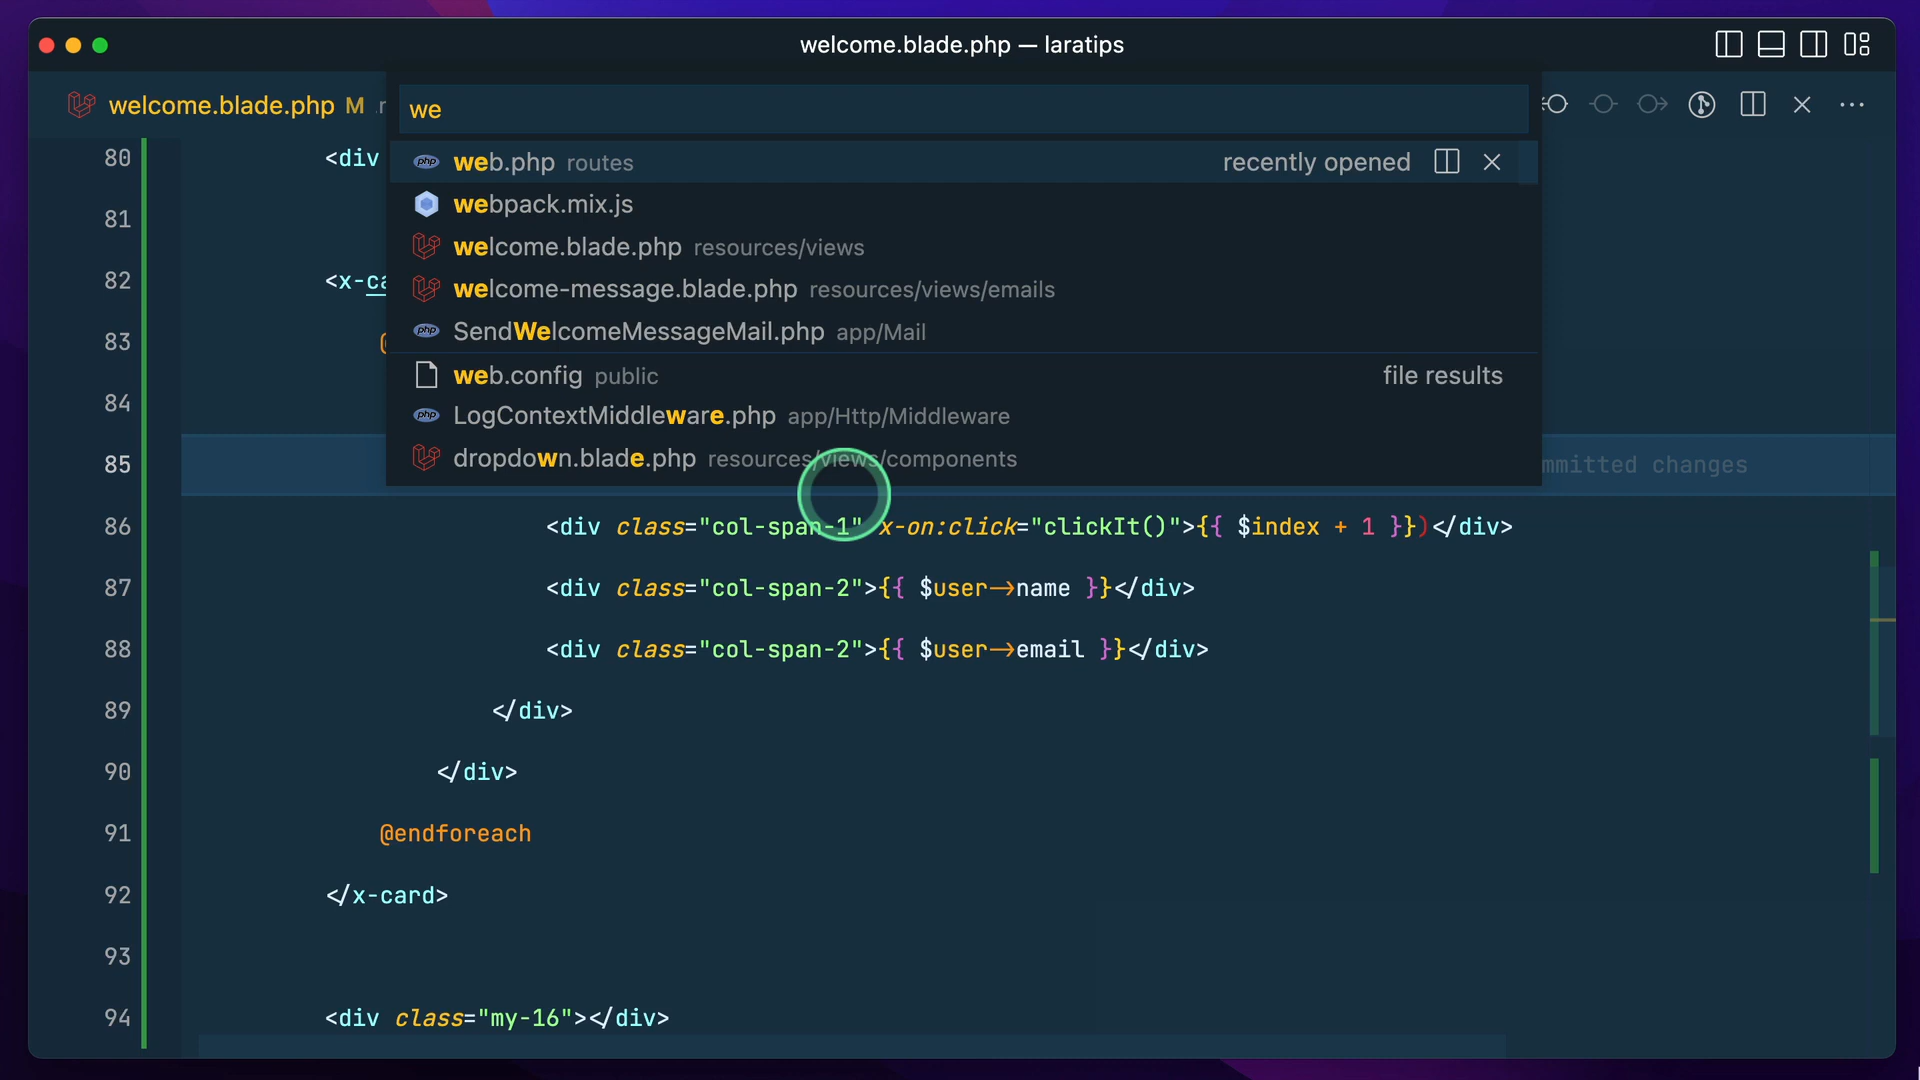 welcome.blade.php — laratips
welcome.blade.php M .r
we
php web.php routes recently opened
webpack.mix.js
welcome.blade.php resources/views
welcome-message.blade.php resources/views/emails
php SendWelcomeMessageMail.php app/Mail
web.config public file results
php LogContextMiddleware.php app/Http/Middleware
dropdown.blade.php resources/views/components
80 <div
81
82 <x-ca
83 @
84
85 mmitted changes
86 <div class="col-span-1" x-on:click="clickIt()">{{ $index + 1 }})</div>
87 <div class="col-span-2">{{ $user->name }}</div>
88 <div class="col-span-2">{{ $user->email }}</div>
89 </div>
90 </div>
91 @endforeach
92 </x-card>
93
94 <div class="my-16"></div>